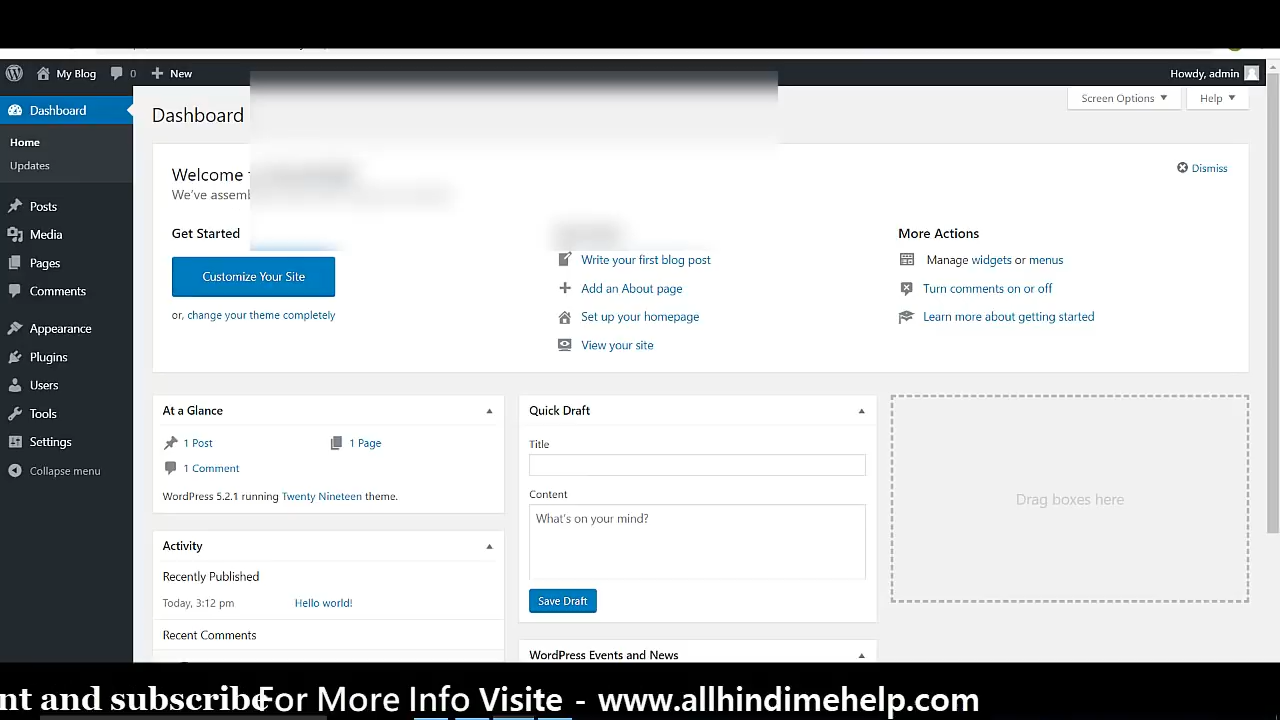 My Blog 0 New Howdy, admin
Dashboard
Home
Updates
Posts
Media
Pages
Comments
Appearance
Plugins
Users
Tools
Settings
Collapse menu
Screen Options Help
Dashboard
Welcome
We've assemb
Dismiss
Get Started
Customize Your Site
or, change your theme completely
Write your first blog post
Add an About page
Set up your homepage
View your site
More Actions
Manage widgets or menus
Turn comments on or off
Learn more about getting started
At a Glance
1 Post 1 Page
1 Comment
WordPress 5.2.1 running Twenty Nineteen theme.
Activity
Recently Published
Today, 3:12 pm Hello world!
Recent Comments
Quick Draft
Title
Content
What's on your mind?
Save Draft
WordPress Events and News
Drag boxes here
nt and subscribe
For More Info Visite - www.allhindimehelp.com